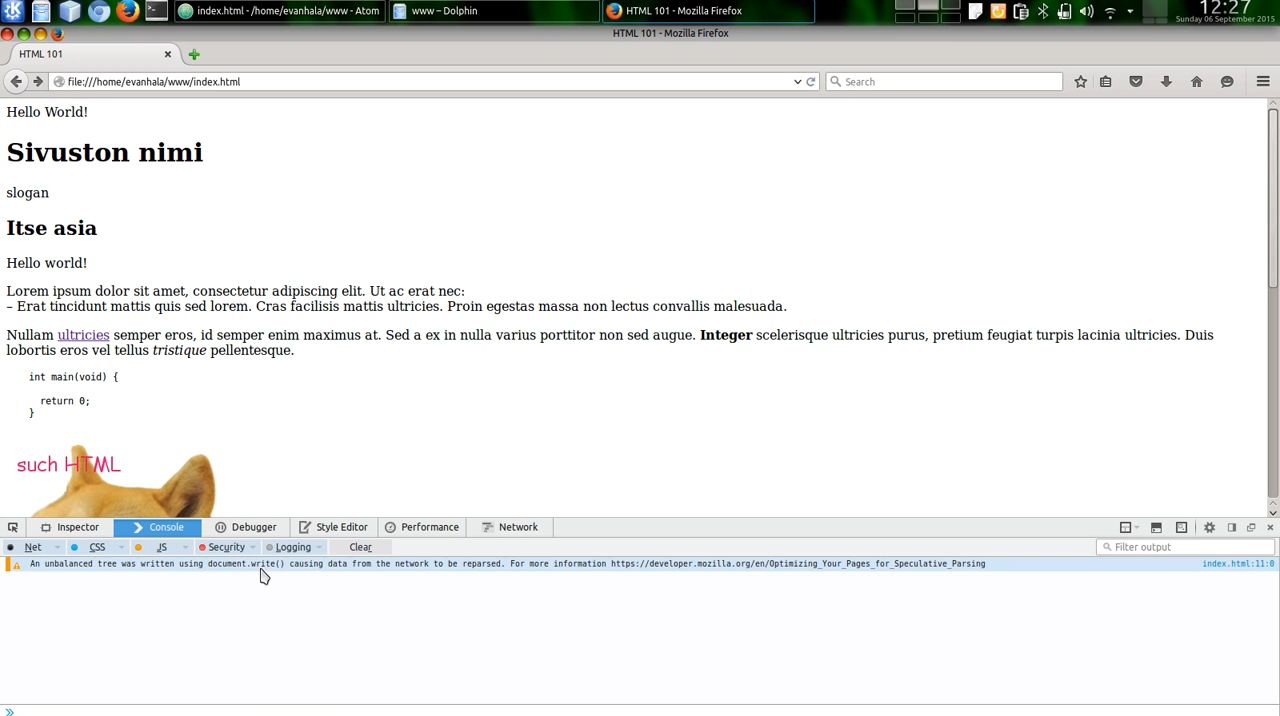 index.html - /home/evanhala/www - Atom
www – Dolphin
HTML 101 - Mozilla Firefox
12:27
Sunday 06 September 2015
HTML 101 - Mozilla Firefox
HTML 101
file:///home/evanhala/www/index.html
Search
Hello World!
Sivuston nimi
slogan
Itse asia
Hello world!
Lorem ipsum dolor sit amet, consectetur adipiscing elit. Ut ac erat nec:
– Erat tincidunt mattis quis sed lorem. Cras facilisis mattis ultricies. Proin egestas massa non lectus convallis malesuada.
Nullam ultricies semper eros, id semper enim maximus at. Sed a ex in nulla varius porttitor non sed augue. Integer scelerisque ultricies purus, pretium feugiat turpis lacinia ultricies. Duis
lobortis eros vel tellus tristique pellentesque.
int main(void) {
return 0;
}
such HTML
Inspector Console Debugger Style Editor Performance Network
Net CSS JS Security Logging Clear Filter output
An unbalanced tree was written using document.write() causing data from the network to be reparsed. For more information https://developer.mozilla.org/en/Optimizing_Your_Pages_for_Speculative_Parsing index.html:11:0